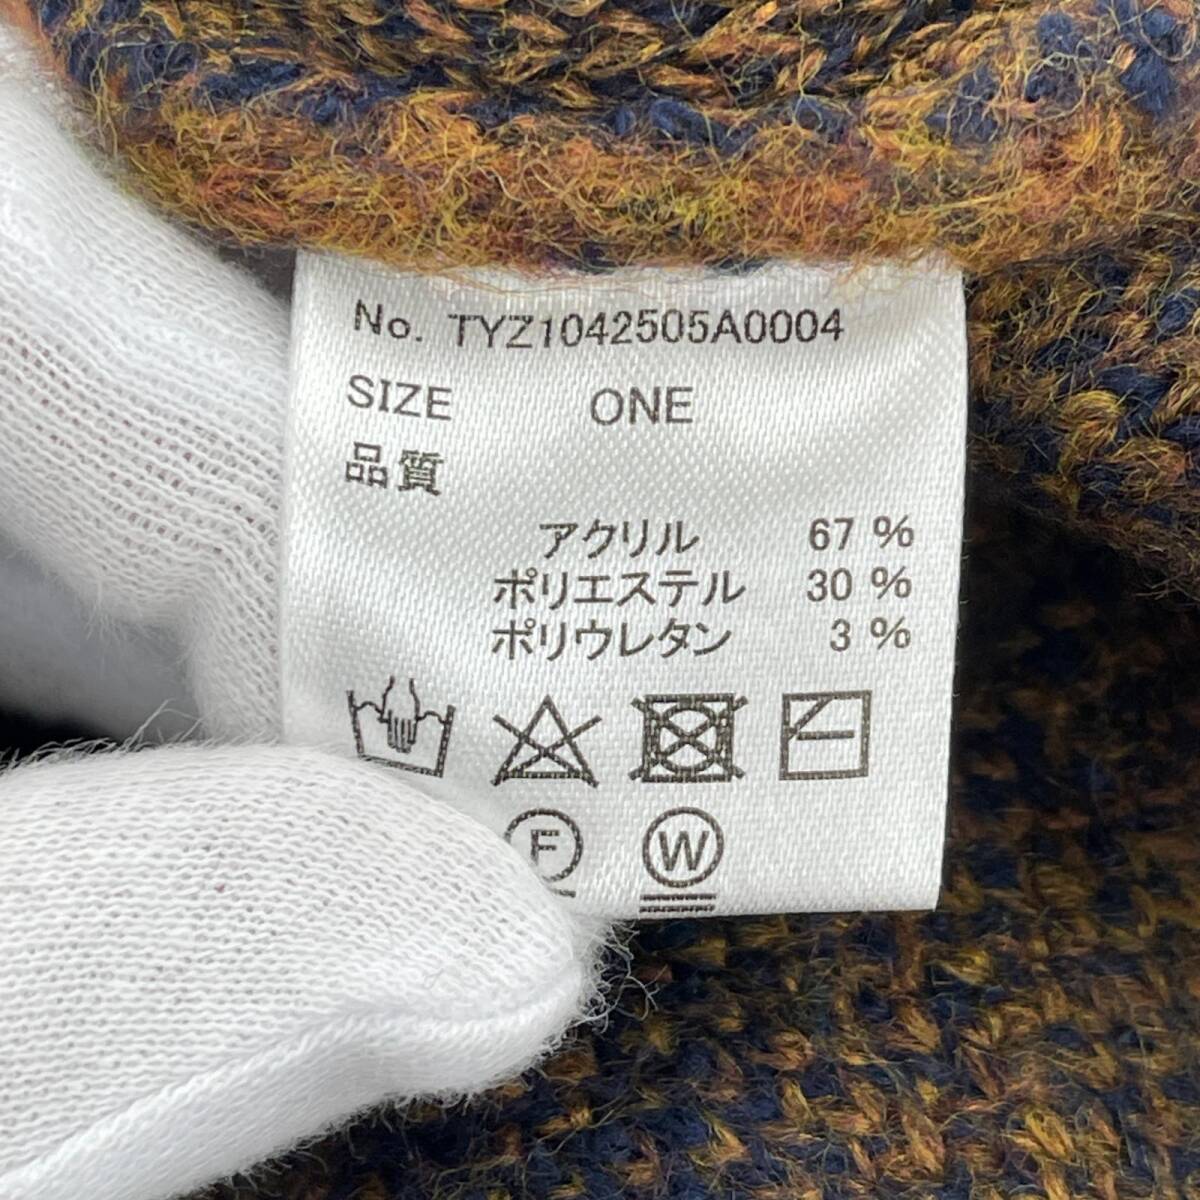 No. TYZ1042505A0004
SIZE ONE
品質
アクリル 67 %
ポリエステル 30 %
ポリウレタン 3 %
F W